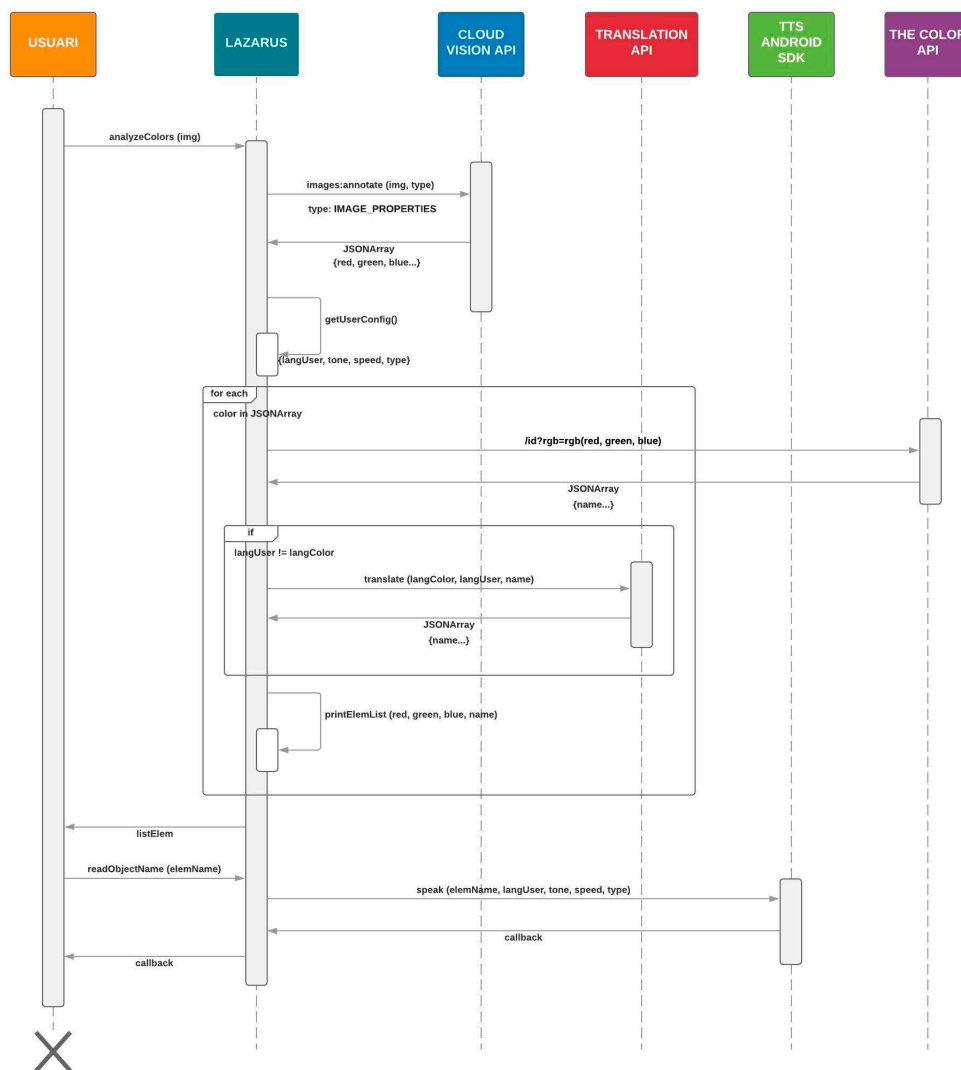 USUARI
LAZARUS
CLOUD
VISION API
TRANSLATION
API
TTS
ANDROID
SDK
THE COLOR
API
analyzeColors (img)
images:annotate (img, type)
type: IMAGE_PROPERTIES
JSONArray
{red, green, blue...}
getUserConfig()
{langUser, tone, speed, type}
for each
color in JSONArray
/id?rgb=rgb(red, green, blue)
JSONArray
{name...}
if
langUser != langColor
translate (langColor, langUser, name)
JSONArray
{name...}
printElemList (red, green, blue, name)
listElem
readObjectName (elemName)
speak (elemName, langUser, tone, speed, type)
callback
callback